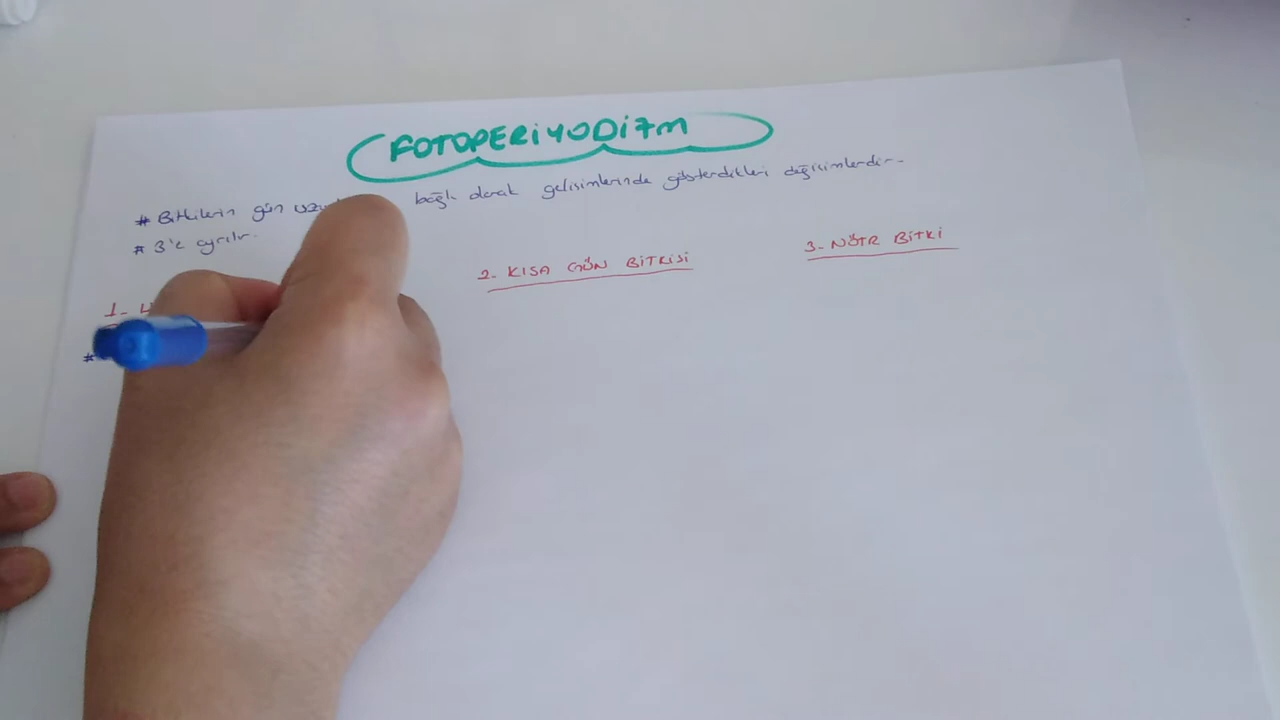 FOTOPERİYODİZM
# Bitkilerin gün bağlı olarak gelişimlerinde gösterdikleri değişimlerdir.
# 3'e ayrılır.
1-
2- KISA GÜN BİTKİSİ
3- NÖTR BİTKİ
#